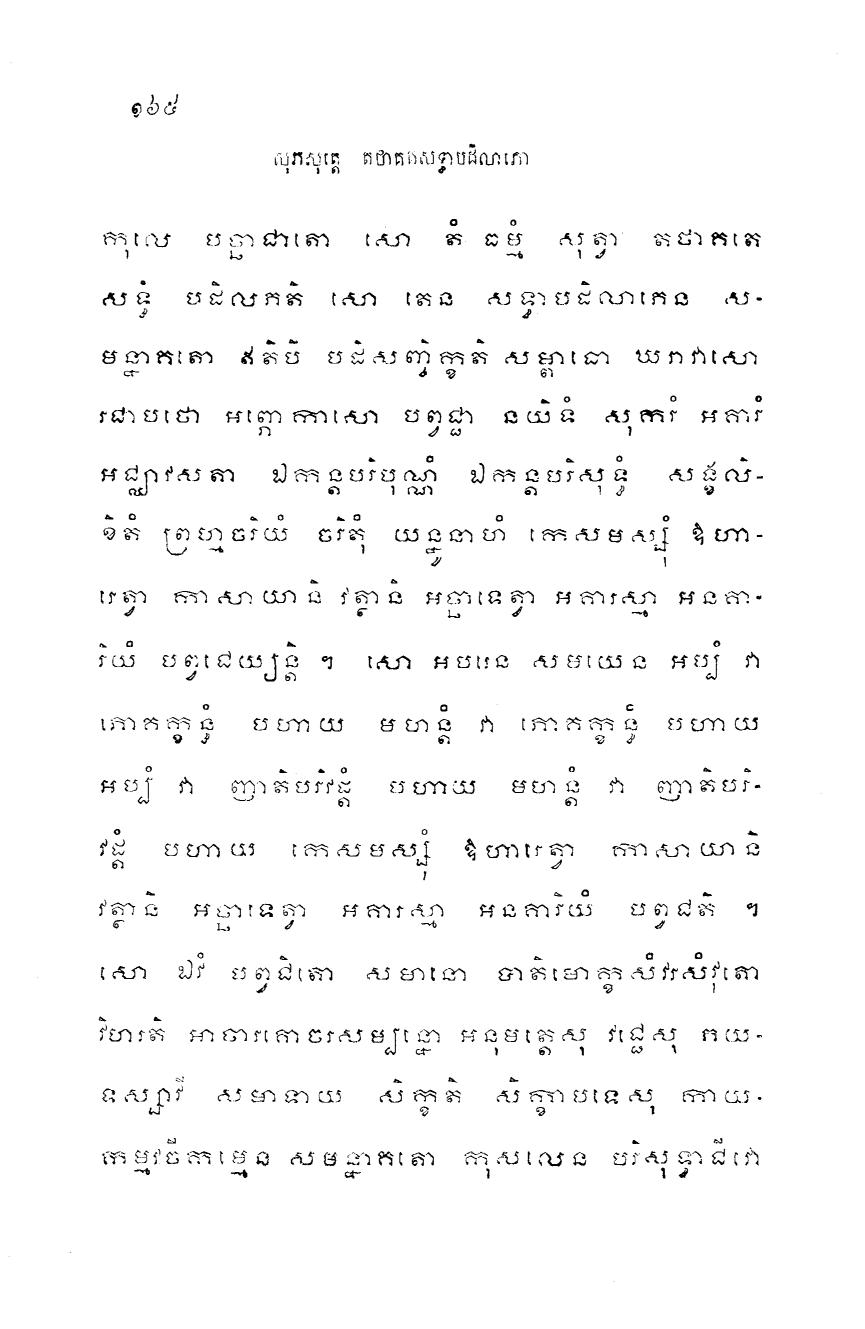 ១៦៥
សុភសុត្តេ តថាគតសទ្ធាបដិលាភោ
កុលេ បច្ឆាជាតោ សោ តំ ធម្មំ សុត្វា តថាគតេ
សទ្ធំ បដិលភតិ សោ តេន សទ្ធាបដិលាភេន ស-
មន្នាគតោ ឥតិបិ បដិសញ្ចិក្ខតិ សម្ពាធោ ឃរាវាសោ
រជាបថោ អព្ភោកាសោ បព្វជ្ជា នយិទំ សុករំ អគារំ
អជ្ឈាវសតា ឯកន្តបរិបុណ្ណំ ឯកន្តបរិសុទ្ធំ សង្ខលិ-
ខិតំ ព្រហ្មចរិយំ ចរិតុំ យន្នូនាហំ កេសមស្សុំ ឱហា-
រេត្វា កាសាយានិ វត្ថានិ អច្ឆាទេត្វា អគារស្មា អនគា-
រិយំ បព្វជេយ្យន្តិ ។ សោ អបរេន សមយេន អប្បំ វា
ភោគក្ខន្ធំ បហាយ មហន្តំ វា ភោគក្ខន្ធំ បហាយ
អប្បំ វា ញាតិបរិវដ្តំ បហាយ មហន្តំ វា ញាតិបរិ-
វដ្តំ បហាយ កេសមស្សុំ ឱហារេត្វា កាសាយានិ
វត្ថានិ អច្ឆាទេត្វា អគារស្មា អនគារិយំ បព្វជតិ ។
សោ ឯវំ បព្វជិតោ សមានោ បាតិមោក្ខសំវរសំវុតោ
វិហរតិ អាចារគោចរសម្បន្នោ អនុមត្តេសុ វជ្ជេសុ ភយ-
ទស្សាវី សមាទាយ សិក្ខតិ សិក្ខាបទេសុ កាយ-
កម្មវចីកម្មេន សមន្នាគតោ កុសលេន បរិសុទ្ធាជីវោ